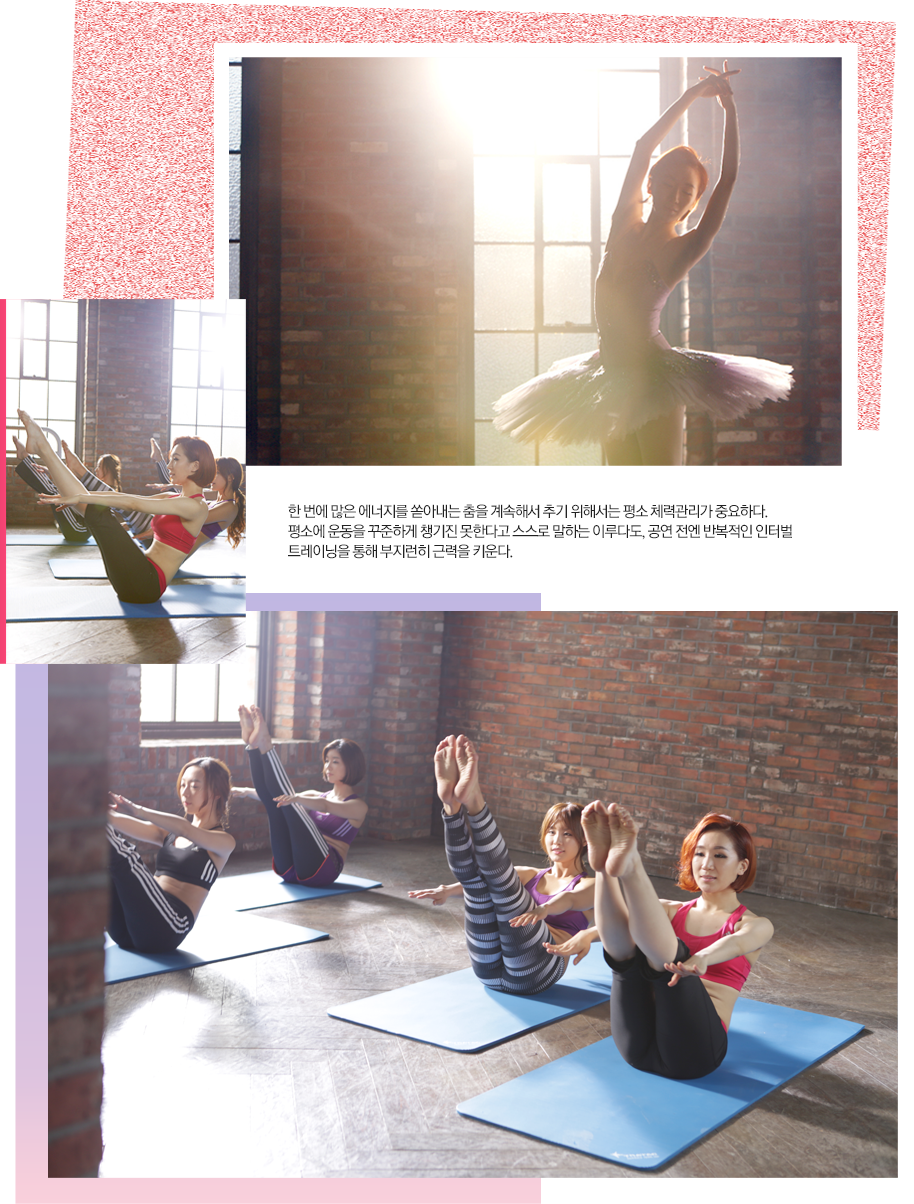 한 번에 많은 에너지를 쏟아내는 춤을 계속해서 추기 위해서는 평소 체력관리가 중요하다.
평소에 운동을 꾸준하게 챙기진 못한다고 스스로 말하는 이루다도, 공연 전엔 반복적인 인터벌
트레이닝을 통해 부지런히 근력을 키운다.